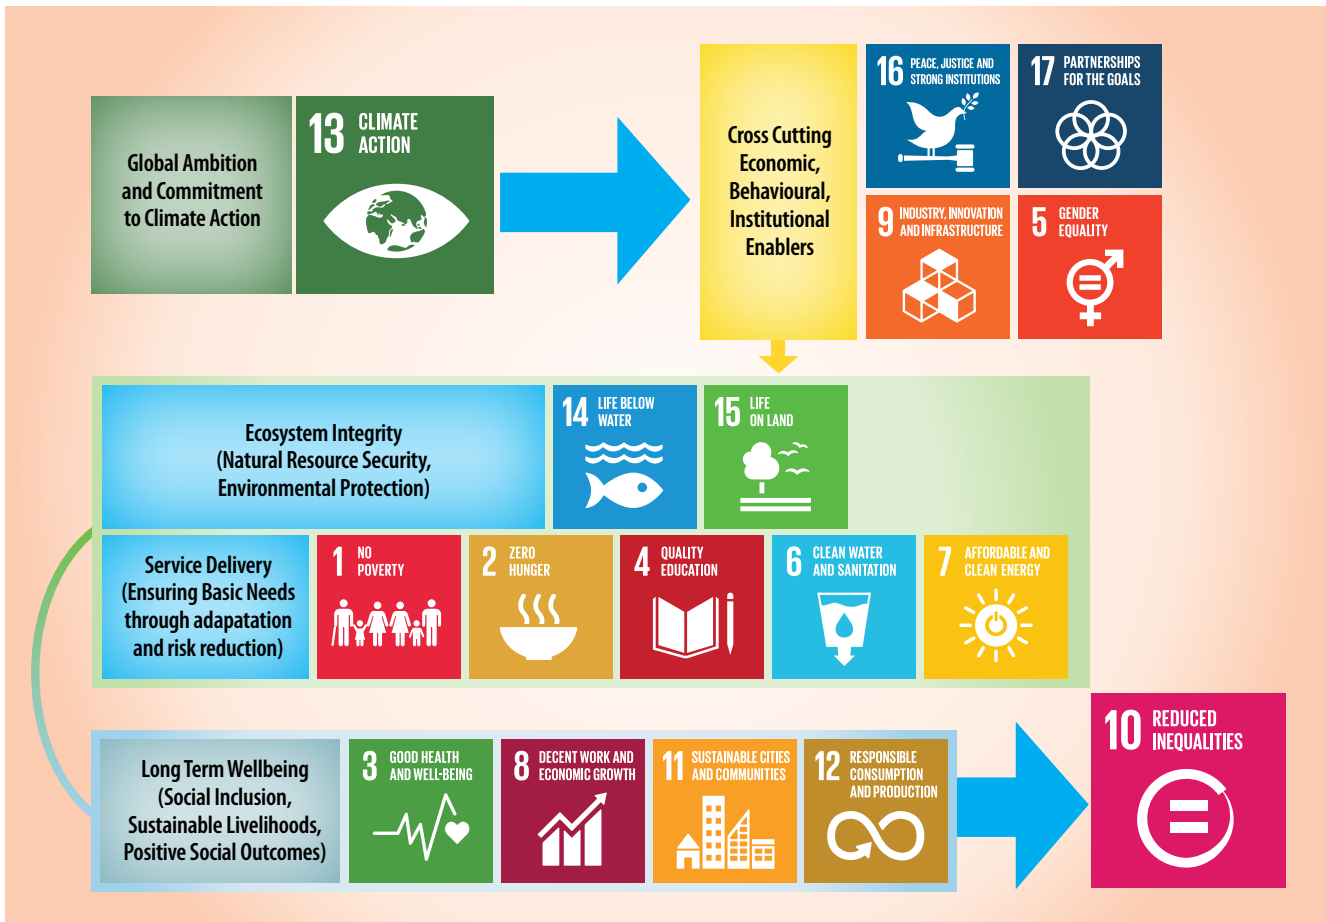 Global Ambition
and Commitment
to Climate Action
13 CLIMATE
ACTION
Cross Cutting
Economic,
Behavioural,
Institutional
Enablers
16 PEACE, JUSTICE AND
STRONG INSTITUTIONS
17 PARTNERSHIPS
FOR THE GOALS
9 INDUSTRY, INNOVATION
AND INFRASTRUCTURE
5 GENDER
EQUALITY
Ecosystem Integrity
(Natural Resource Security,
Environmental Protection)
14 LIFE BELOW
WATER
15 LIFE
ON LAND
Service Delivery
(Ensuring Basic Needs
through adapatation
and risk reduction)
1 NO
POVERTY
2 ZERO
HUNGER
4 QUALITY
EDUCATION
6 CLEAN WATER
AND SANITATION
7 AFFORDABLE AND
CLEAN ENERGY
Long Term Wellbeing
(Social Inclusion,
Sustainable Livelihoods,
Positive Social Outcomes)
3 GOOD HEALTH
AND WELL-BEING
8 DECENT WORK AND
ECONOMIC GROWTH
11 SUSTAINABLE CITIES
AND COMMUNITIES
12 RESPONSIBLE
CONSUMPTION
AND PRODUCTION
10 REDUCED
INEQUALITIES